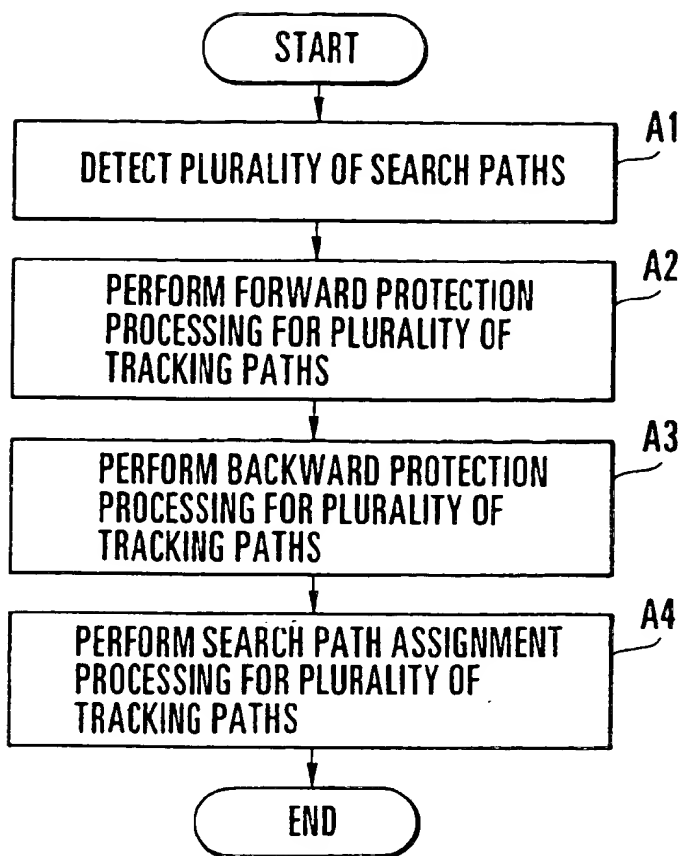 START
A1
DETECT PLURALITY OF SEARCH PATHS
A2
PERFORM FORWARD PROTECTION
PROCESSING FOR PLURALITY OF
TRACKING PATHS
A3
PERFORM BACKWARD PROTECTION
PROCESSING FOR PLURALITY OF
TRACKING PATHS
A4
PERFORM SEARCH PATH ASSIGNMENT
PROCESSING FOR PLURALITY OF
TRACKING PATHS
END